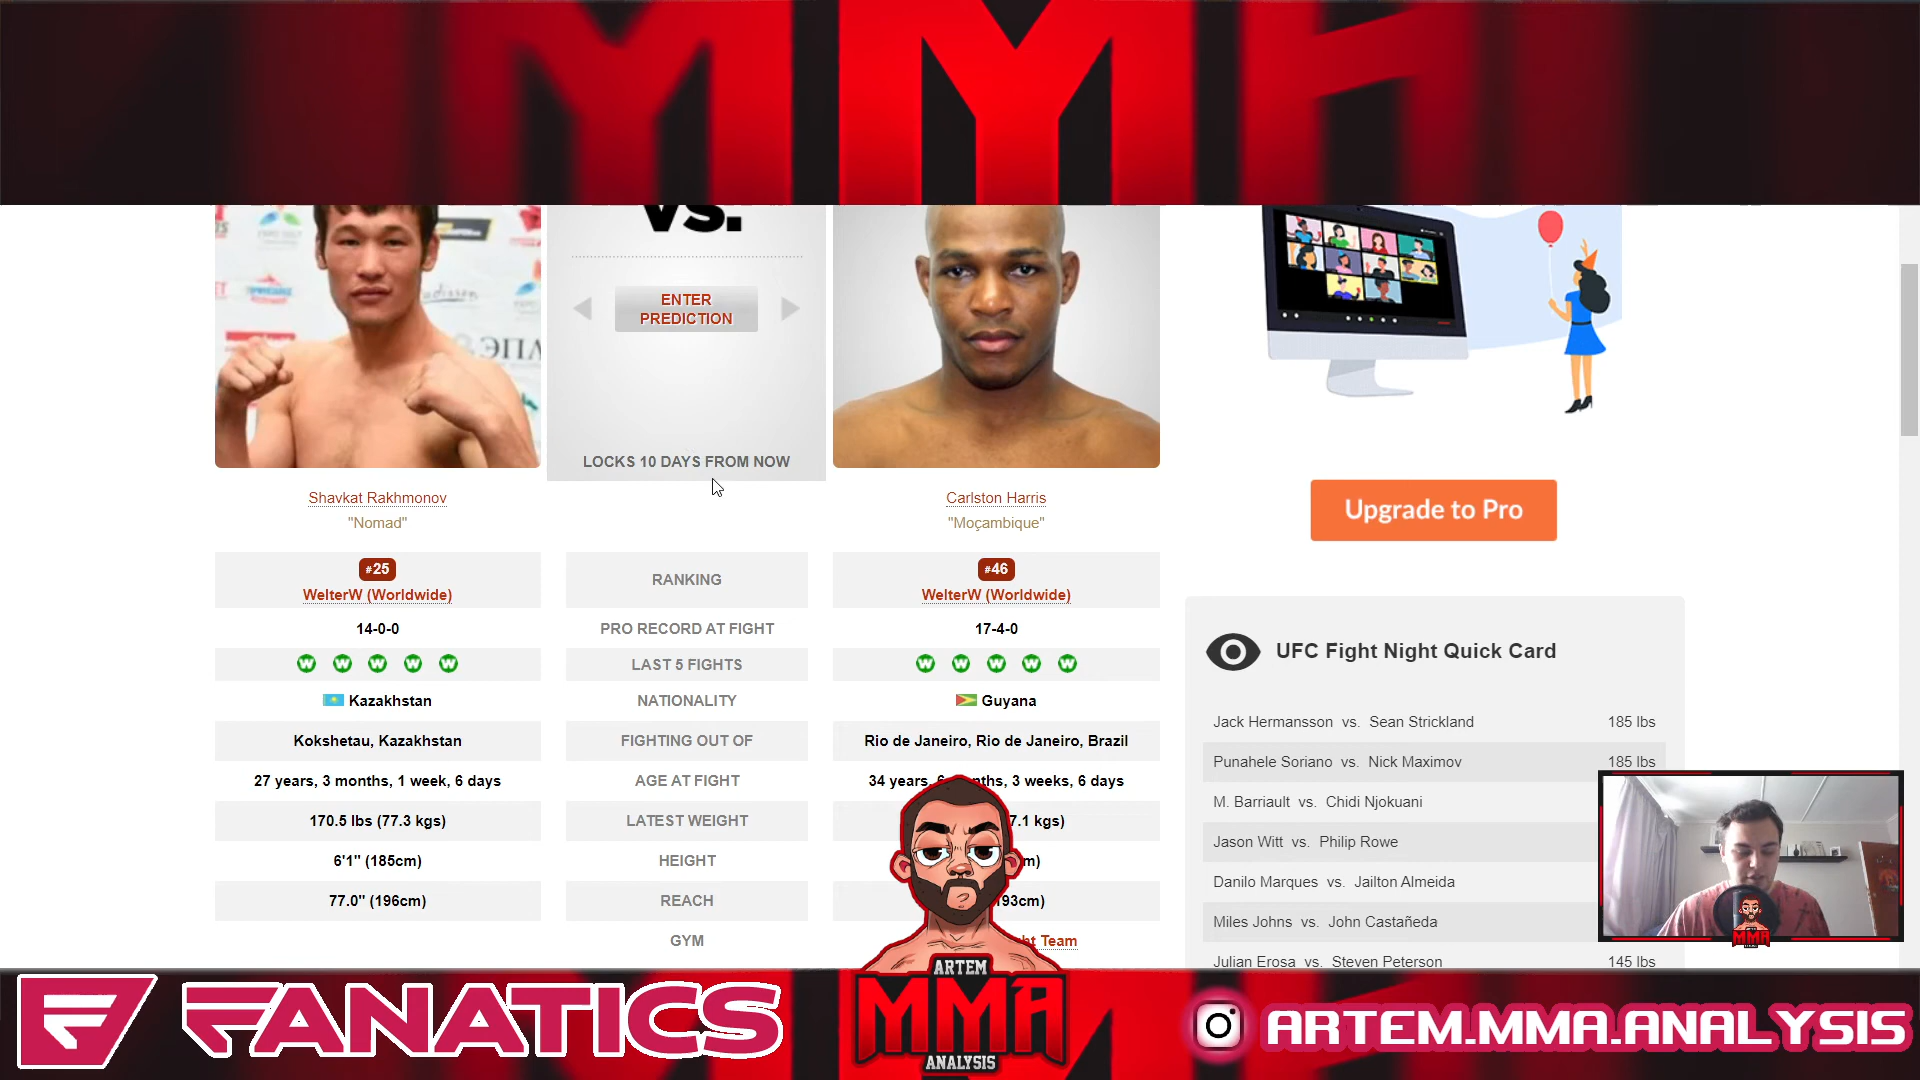 MMA
VS.
ЭПЛ
ENTER
PREDICTION
LOCKS 10 DAYS FROM NOW
Shavkat Rakhmonov
Carlston Harris
"Nomad"
"Moçambique"
Upgrade to Pro
#25
WelterW (Worldwide)
RANKING
#46
WelterW (Worldwide)
14-0-0
PRO RECORD AT FIGHT
17-4-0
W W W W W
LAST 5 FIGHTS
W W W W W
Kazakhstan
NATIONALITY
Guyana
Kokshetau, Kazakhstan
FIGHTING OUT OF
Rio de Janeiro, Rio de Janeiro, Brazil
27 years, 3 months, 1 week, 6 days
AGE AT FIGHT
34 years, 6 nths, 3 weeks, 6 days
170.5 lbs (77.3 kgs)
LATEST WEIGHT
7.1 kgs)
6'1" (185cm)
HEIGHT
m)
77.0" (196cm)
REACH
193cm)
GYM
ht Team
UFC Fight Night Quick Card
Jack Hermansson vs. Sean Strickland 185 lbs
Punahele Soriano vs. Nick Maximov 185 lbs
M. Barriault vs. Chidi Njokuani
Jason Witt vs. Philip Rowe
Danilo Marques vs. Jailton Almeida
Miles Johns vs. John Castañeda
Julian Erosa vs. Steven Peterson 145 lbs
MMA
FANATICS
ARTEM
MMA
ANALYSIS
ARTEM.MMA.ANALYSIS